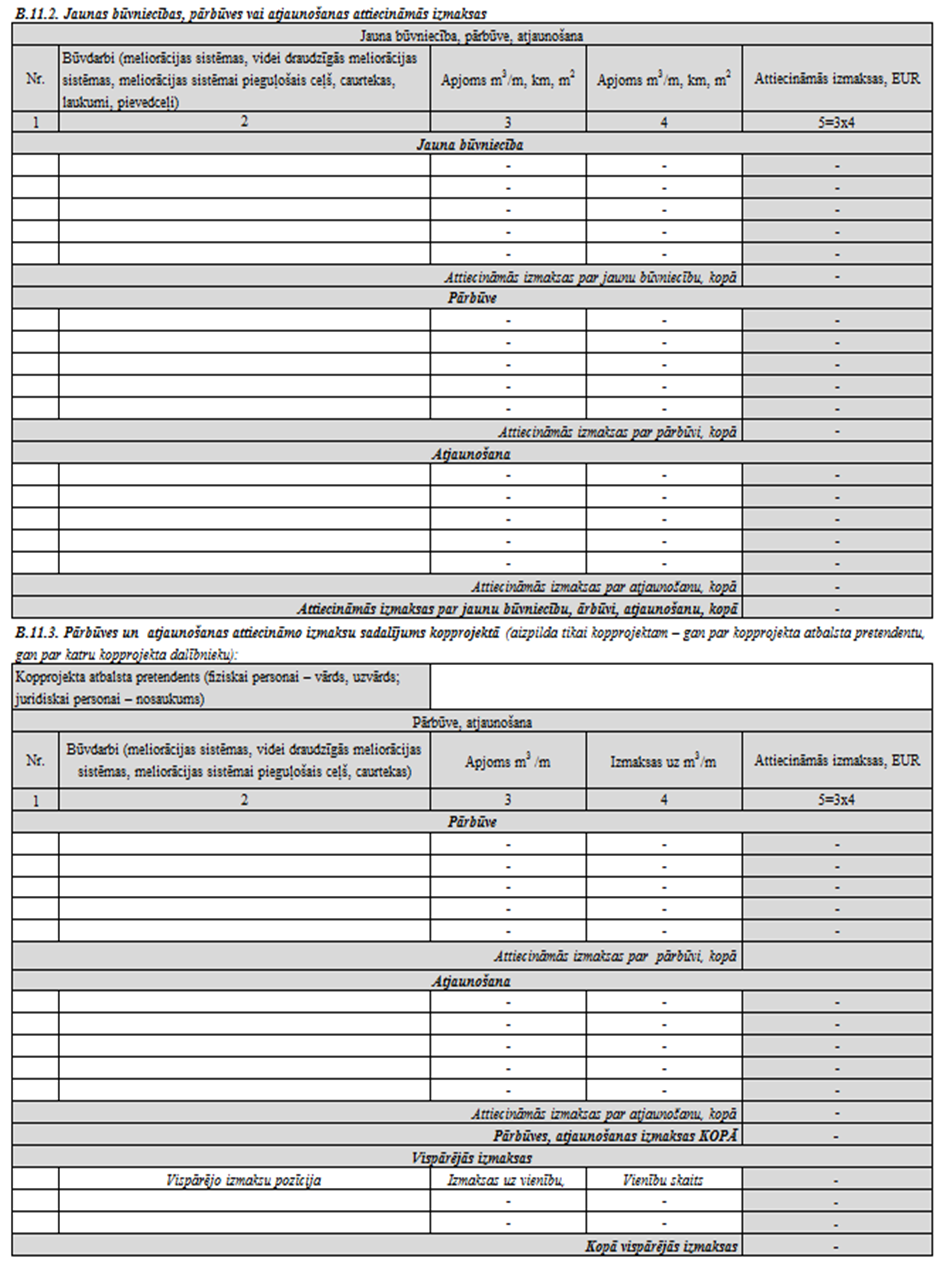 B.11.2. Jaunas būvniecības, pārbūves vai atjaunošanas attiecināmās izmaksas
Jauna būvniecība, pārbūve, atjaunošana
Nr.
Būvdarbi (meliorācijas sistēmas, videi draudzīgās meliorācijas
sistēmas, meliorācijas sistēmai pieguļošais ceļš, caurtekas,
laukumi, pievedceļi)
Apjoms m³/m, km, m²
Apjoms m³/m, km, m²
Attiecināmās izmaksas, EUR
1 2 3 4 5=3x4
Jauna būvniecība
- - -
- - -
- - -
- - -
- - -
Attiecināmās izmaksas par jaunu būvniecību, kopā -
Pārbūve
- - -
- - -
- - -
- - -
- - -
Attiecināmās izmaksas par pārbūvi, kopā -
Atjaunošana
- - -
- - -
- - -
- - -
- - -
Attiecināmās izmaksas par atjaunošanu, kopā -
Attiecināmās izmaksas par jaunu būvniecību, ārbūvi, atjaunošanu, kopā -
B.11.3. Pārbūves un atjaunošanas attiecināmo izmaksu sadalījums kopprojektā (aizpilda tikai kopprojektam – gan par kopprojekta atbalsta pretendentu,
gan par katru kopprojekta dalībnieku):
Kopprojekta atbalsta pretendents (fiziskai personai – vārds, uzvārds;
juridiskai personai – nosaukums)
Pārbūve, atjaunošana
Nr.
Būvdarbi (meliorācijas sistēmas, videi draudzīgās meliorācijas
sistēmas, meliorācijas sistēmai pieguļošais ceļš, caurtekas)
Apjoms m³ /m
Izmaksas uz m³/m
Attiecināmās izmaksas, EUR
1 2 3 4 5=3x4
Pārbūve
- - -
- - -
- - -
- - -
- - -
Attiecināmās izmaksas par pārbūvi, kopā
Atjaunošana
- - -
- - -
- - -
- - -
- - -
Attiecināmās izmaksas par atjaunošanu, kopā -
Pārbūves, atjaunošanas izmaksas KOPĀ -
Vispārējās izmaksas
Vispārējo izmaksu pozīcija Izmaksas uz vienību, Vienību skaits -
- - -
- - -
Kopā vispārējās izmaksas -